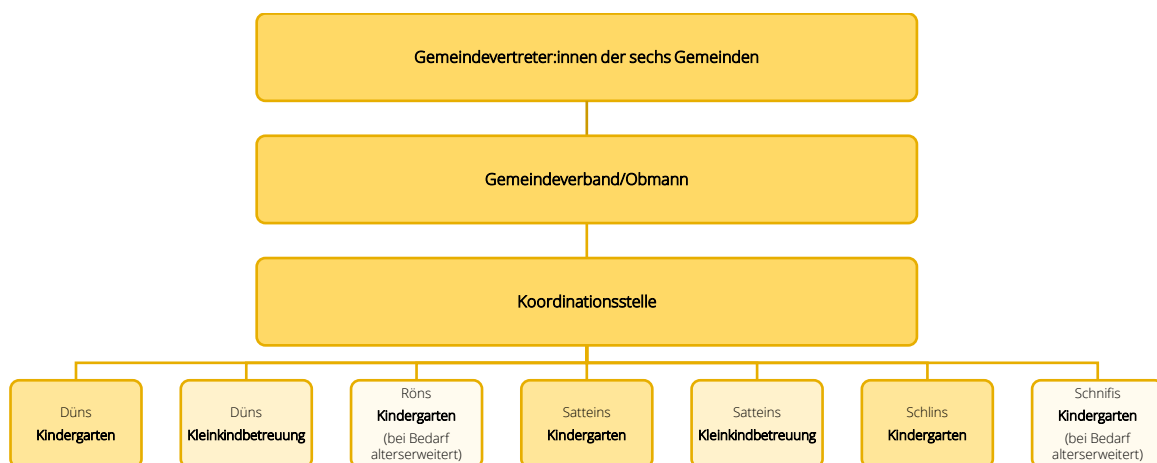 Gemeindevertreter:innen der sechs Gemeinden
Gemeindeverband/Obmann
Koordinationsstelle
Düns
Kindergarten
Düns
Kleinkindbetreuung
Röns
Kindergarten
(bei Bedarf
alterserweitert)
Satteins
Kindergarten
Satteins
Kleinkindbetreuung
Schlins
Kindergarten
Schnifis
Kindergarten
(bei Bedarf
alterserweitert)